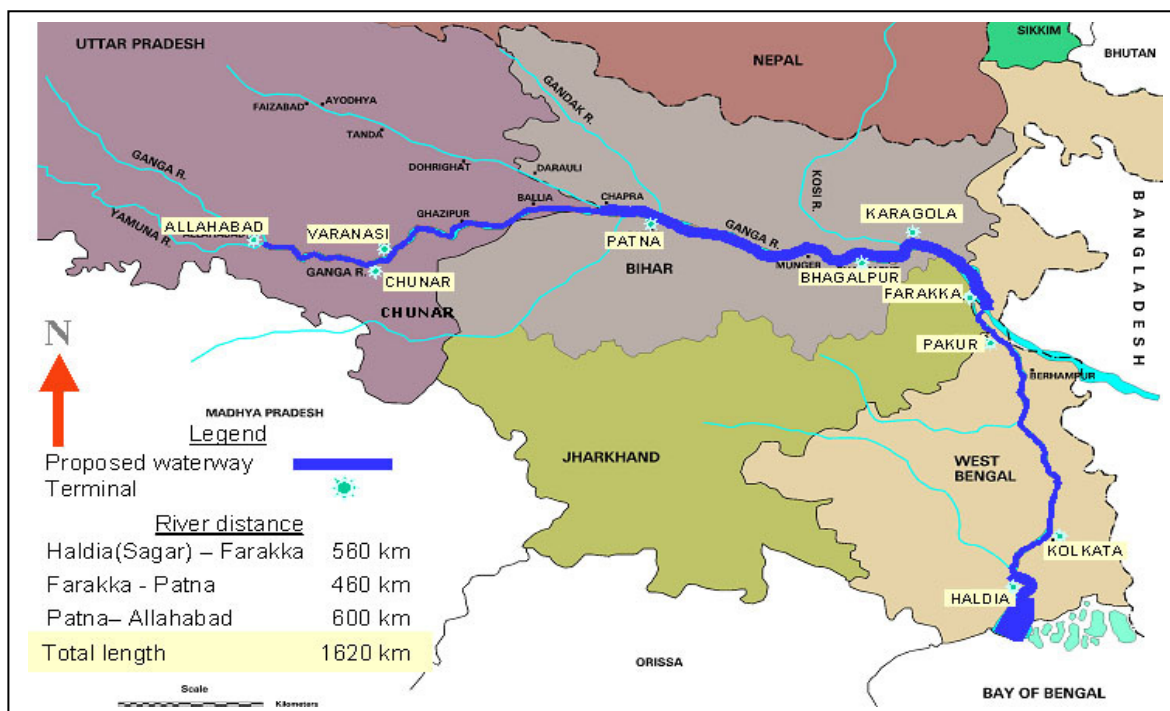 UTTAR PRADESH
SIKKIM
BHUTAN
NEPAL
GANDAK R.
FAIZABAD
AYODHYA
TANDA
DOHRIGHAT
DARAULI
GANGA R.
YAMUNA R.
KOSI R.
BALLIA
CHAPRA
GHAZIPUR
ALLAHABAD
VARANASI
PATNA
GANGA R.
KARAGOLA
BANGLADESH
GANGA R.
CHUNAR
CHUNAR
BIHAR
MUNGER
BHAGALPUR
FARAKKA
PAKUR
BERHAMPUR
N
MADHYA PRADESH
JHARKHAND
WEST
BENGAL
KOLKATA
HALDIA
ORISSA
BAY OF BENGAL
Legend
Proposed waterway
Terminal
River distance
Haldia(Sagar) – Farakka 560 km
Farakka - Patna 460 km
Patna– Allahabad 600 km
Total length 1620 km
Scale
Kilometers